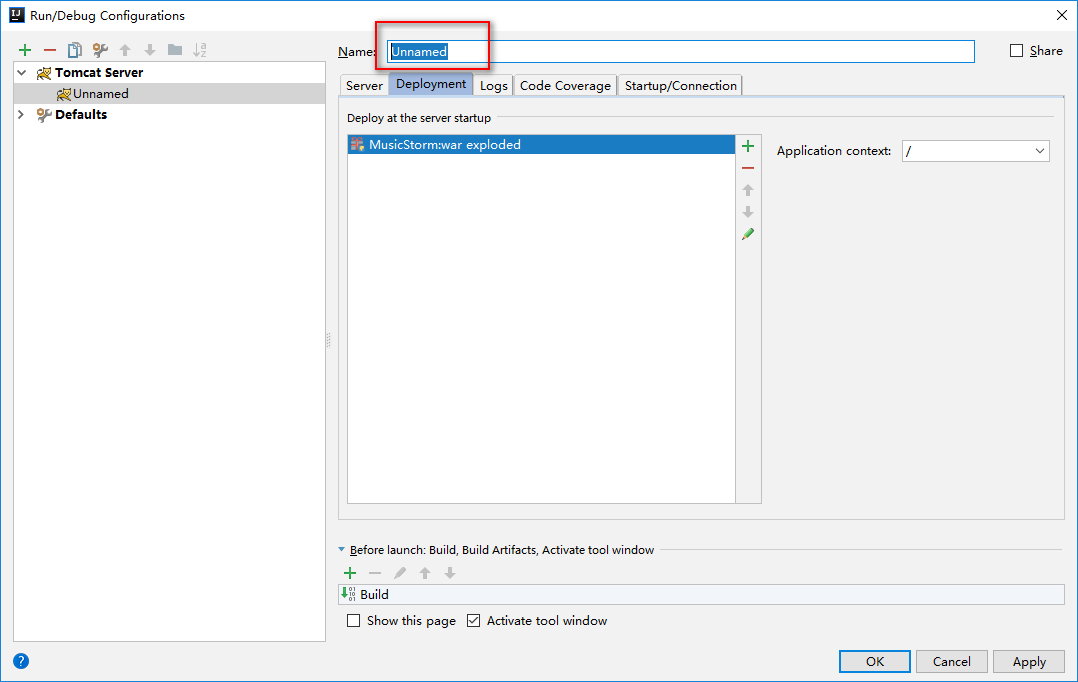 Run/Debug Configurations
Name: Unnamed
Share
Tomcat Server
Unnamed
Defaults
Server Deployment Logs Code Coverage Startup/Connection
Deploy at the server startup
MusicStorm:war exploded
Application context: /
Before launch: Build, Build Artifacts, Activate tool window
Build
Show this page Activate tool window
OK Cancel Apply